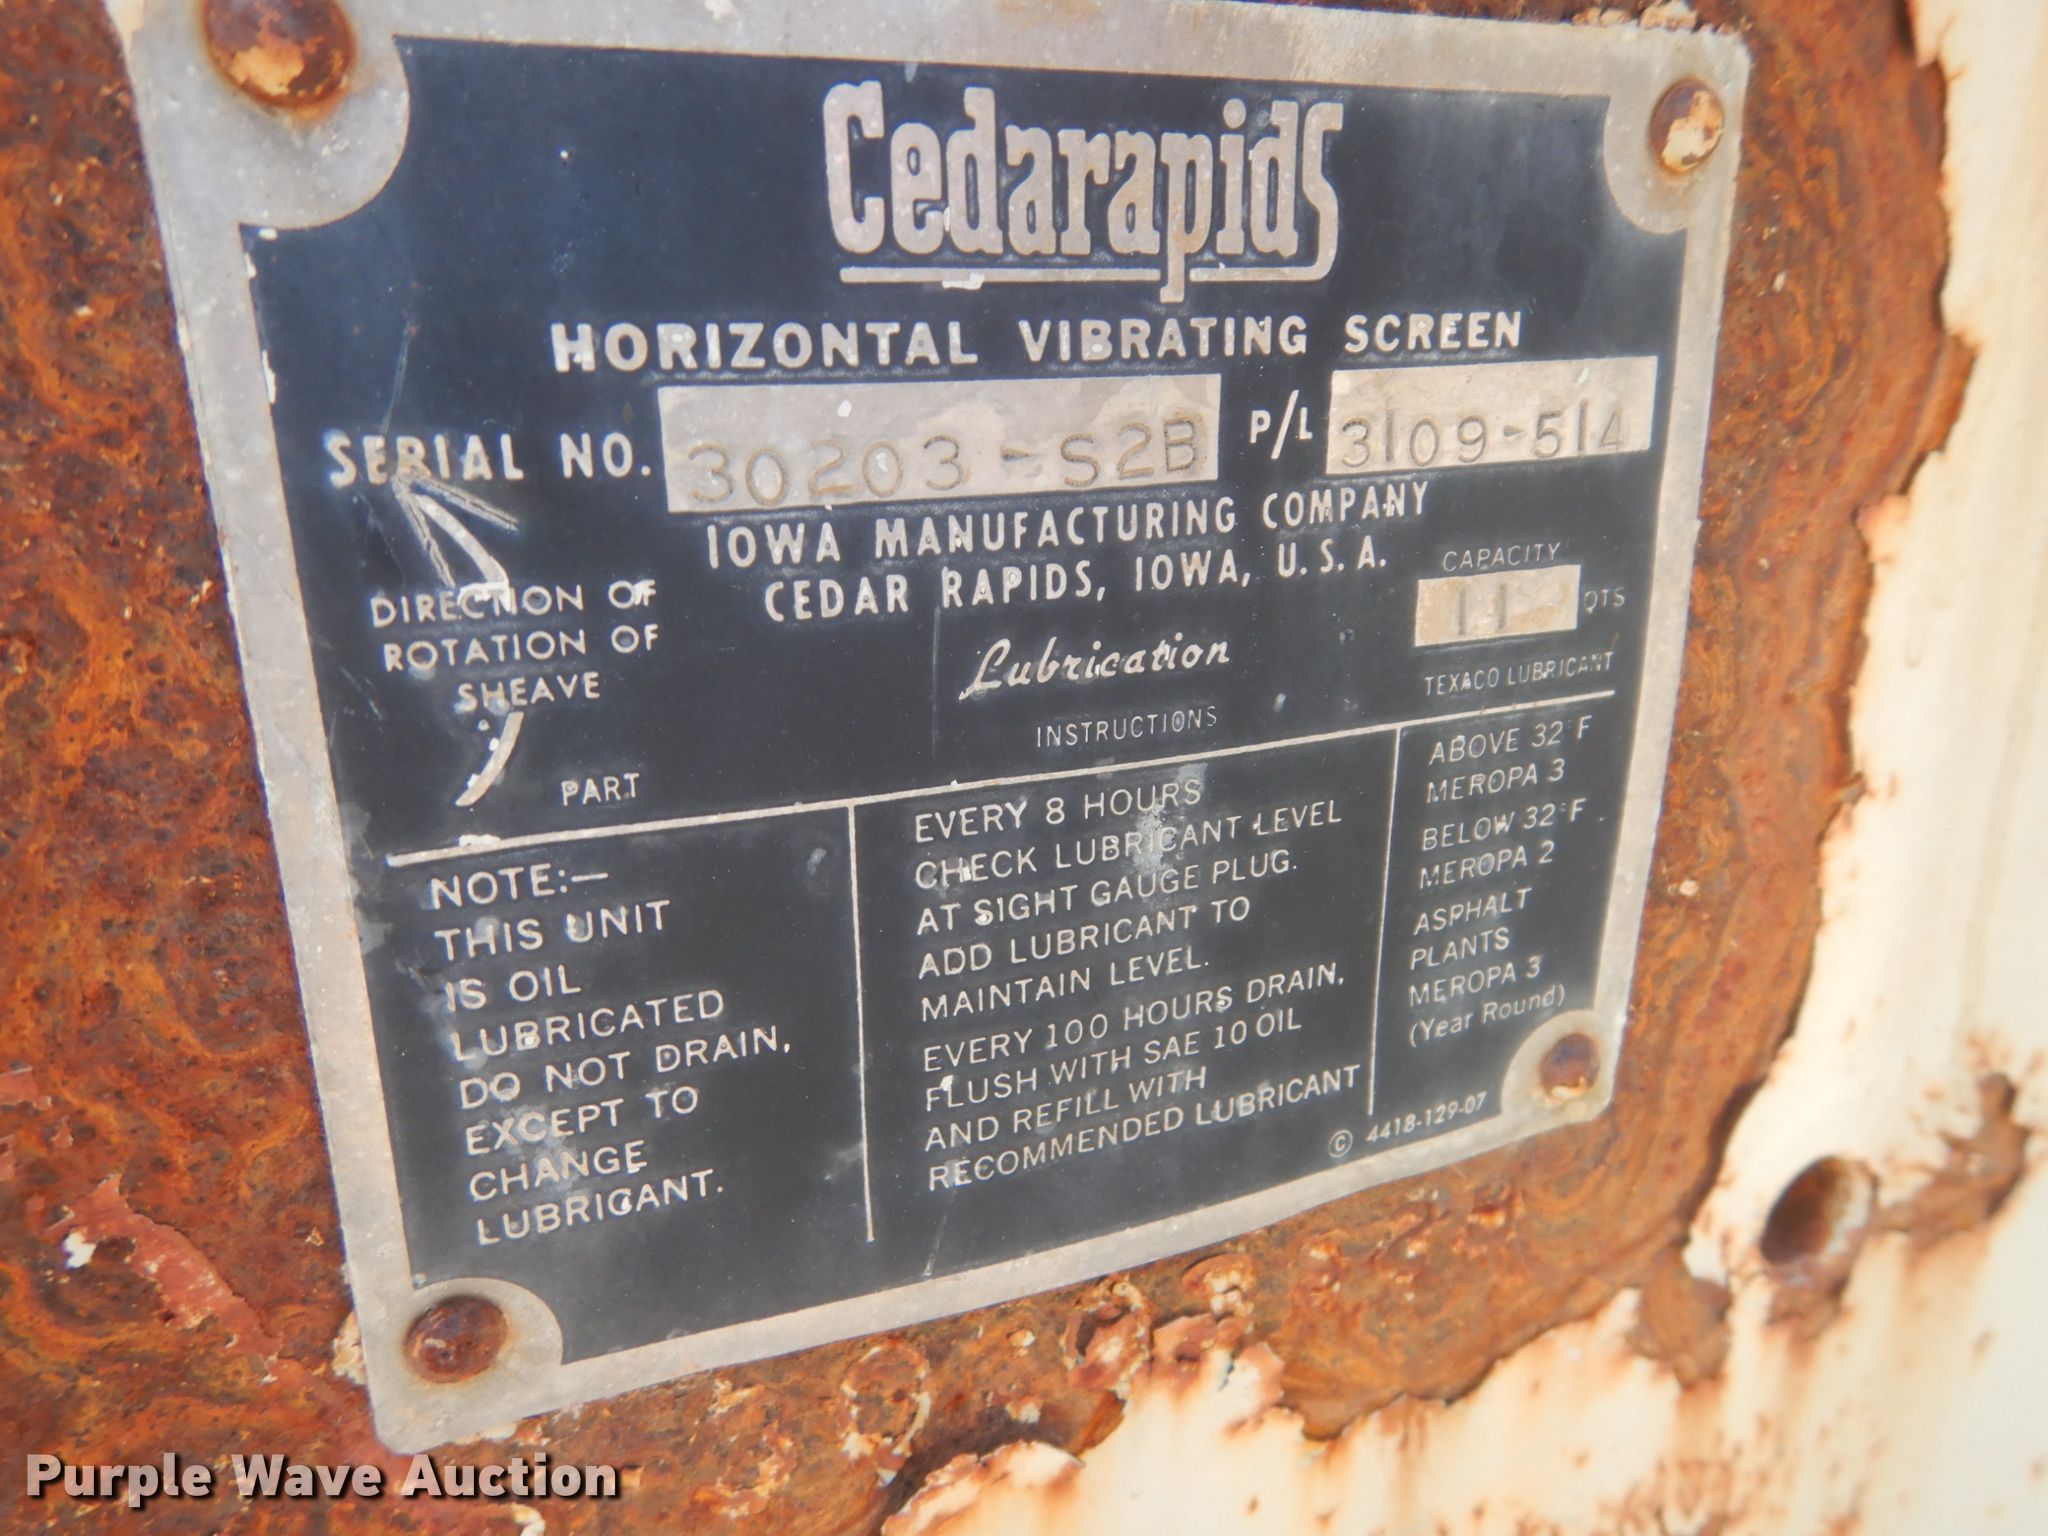 Cedarapids
HORIZONTAL VIBRATING SCREEN
SERIAL NO. 30203-S2B P/L 3109-514
IOWA MANUFACTURING COMPANY
CEDAR RAPIDS, IOWA, U.S.A.
CAPACITY
11 QTS
TEXACO LUBRICANT
DIRECTION OF
ROTATION OF
SHEAVE
PART
Lubrication
INSTRUCTIONS
NOTE:—
THIS UNIT
IS OIL
LUBRICATED
DO NOT DRAIN,
EXCEPT TO
CHANGE
LUBRICANT.
EVERY 8 HOURS
CHECK LUBRICANT LEVEL
AT SIGHT GAUGE PLUG.
ADD LUBRICANT TO
MAINTAIN LEVEL.
EVERY 100 HOURS DRAIN,
FLUSH WITH SAE 10 OIL
AND REFILL WITH
RECOMMENDED LUBRICANT
ABOVE 32°F
MEROPA 3
BELOW 32°F
MEROPA 2
ASPHALT
PLANTS
MEROPA 3
(Year Round)
© 4418-129-07
Purple Wave Auction